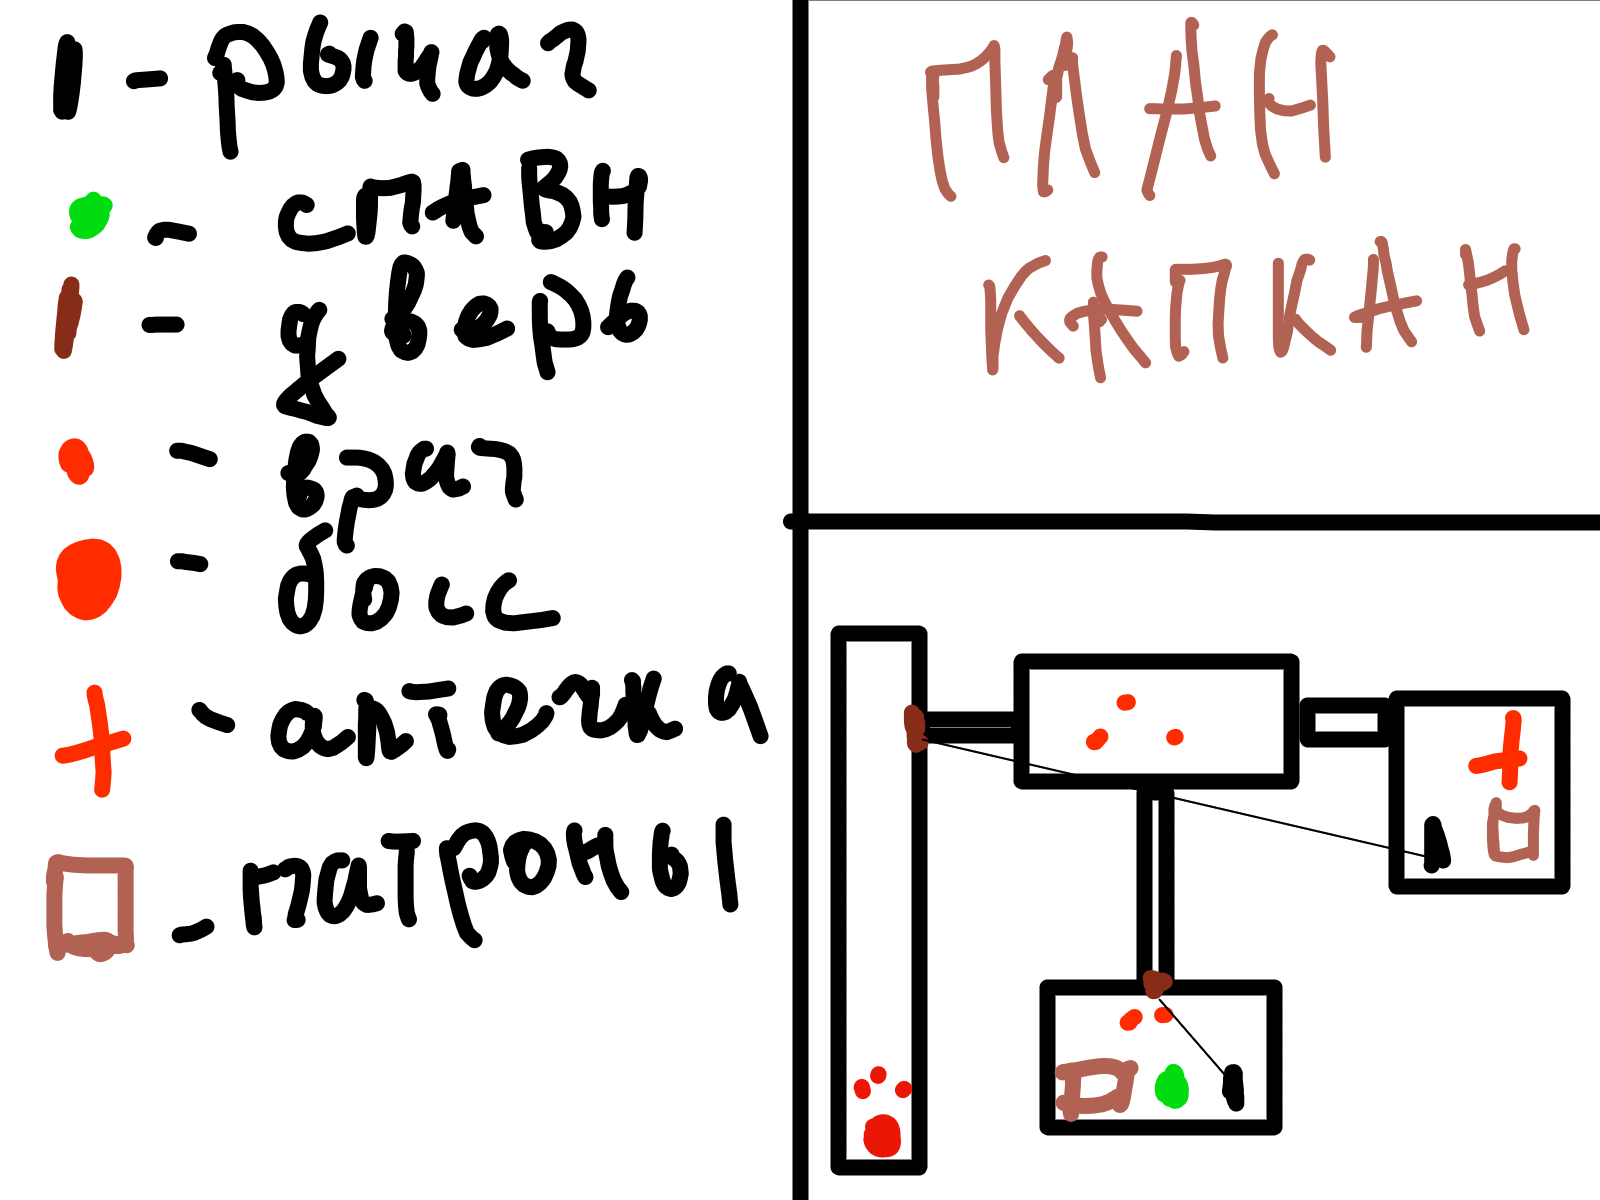 - рычаг
- спавн
- дверь
- враг
- босс
- аптечка
- патроны
ПЛАН
КАПКАН